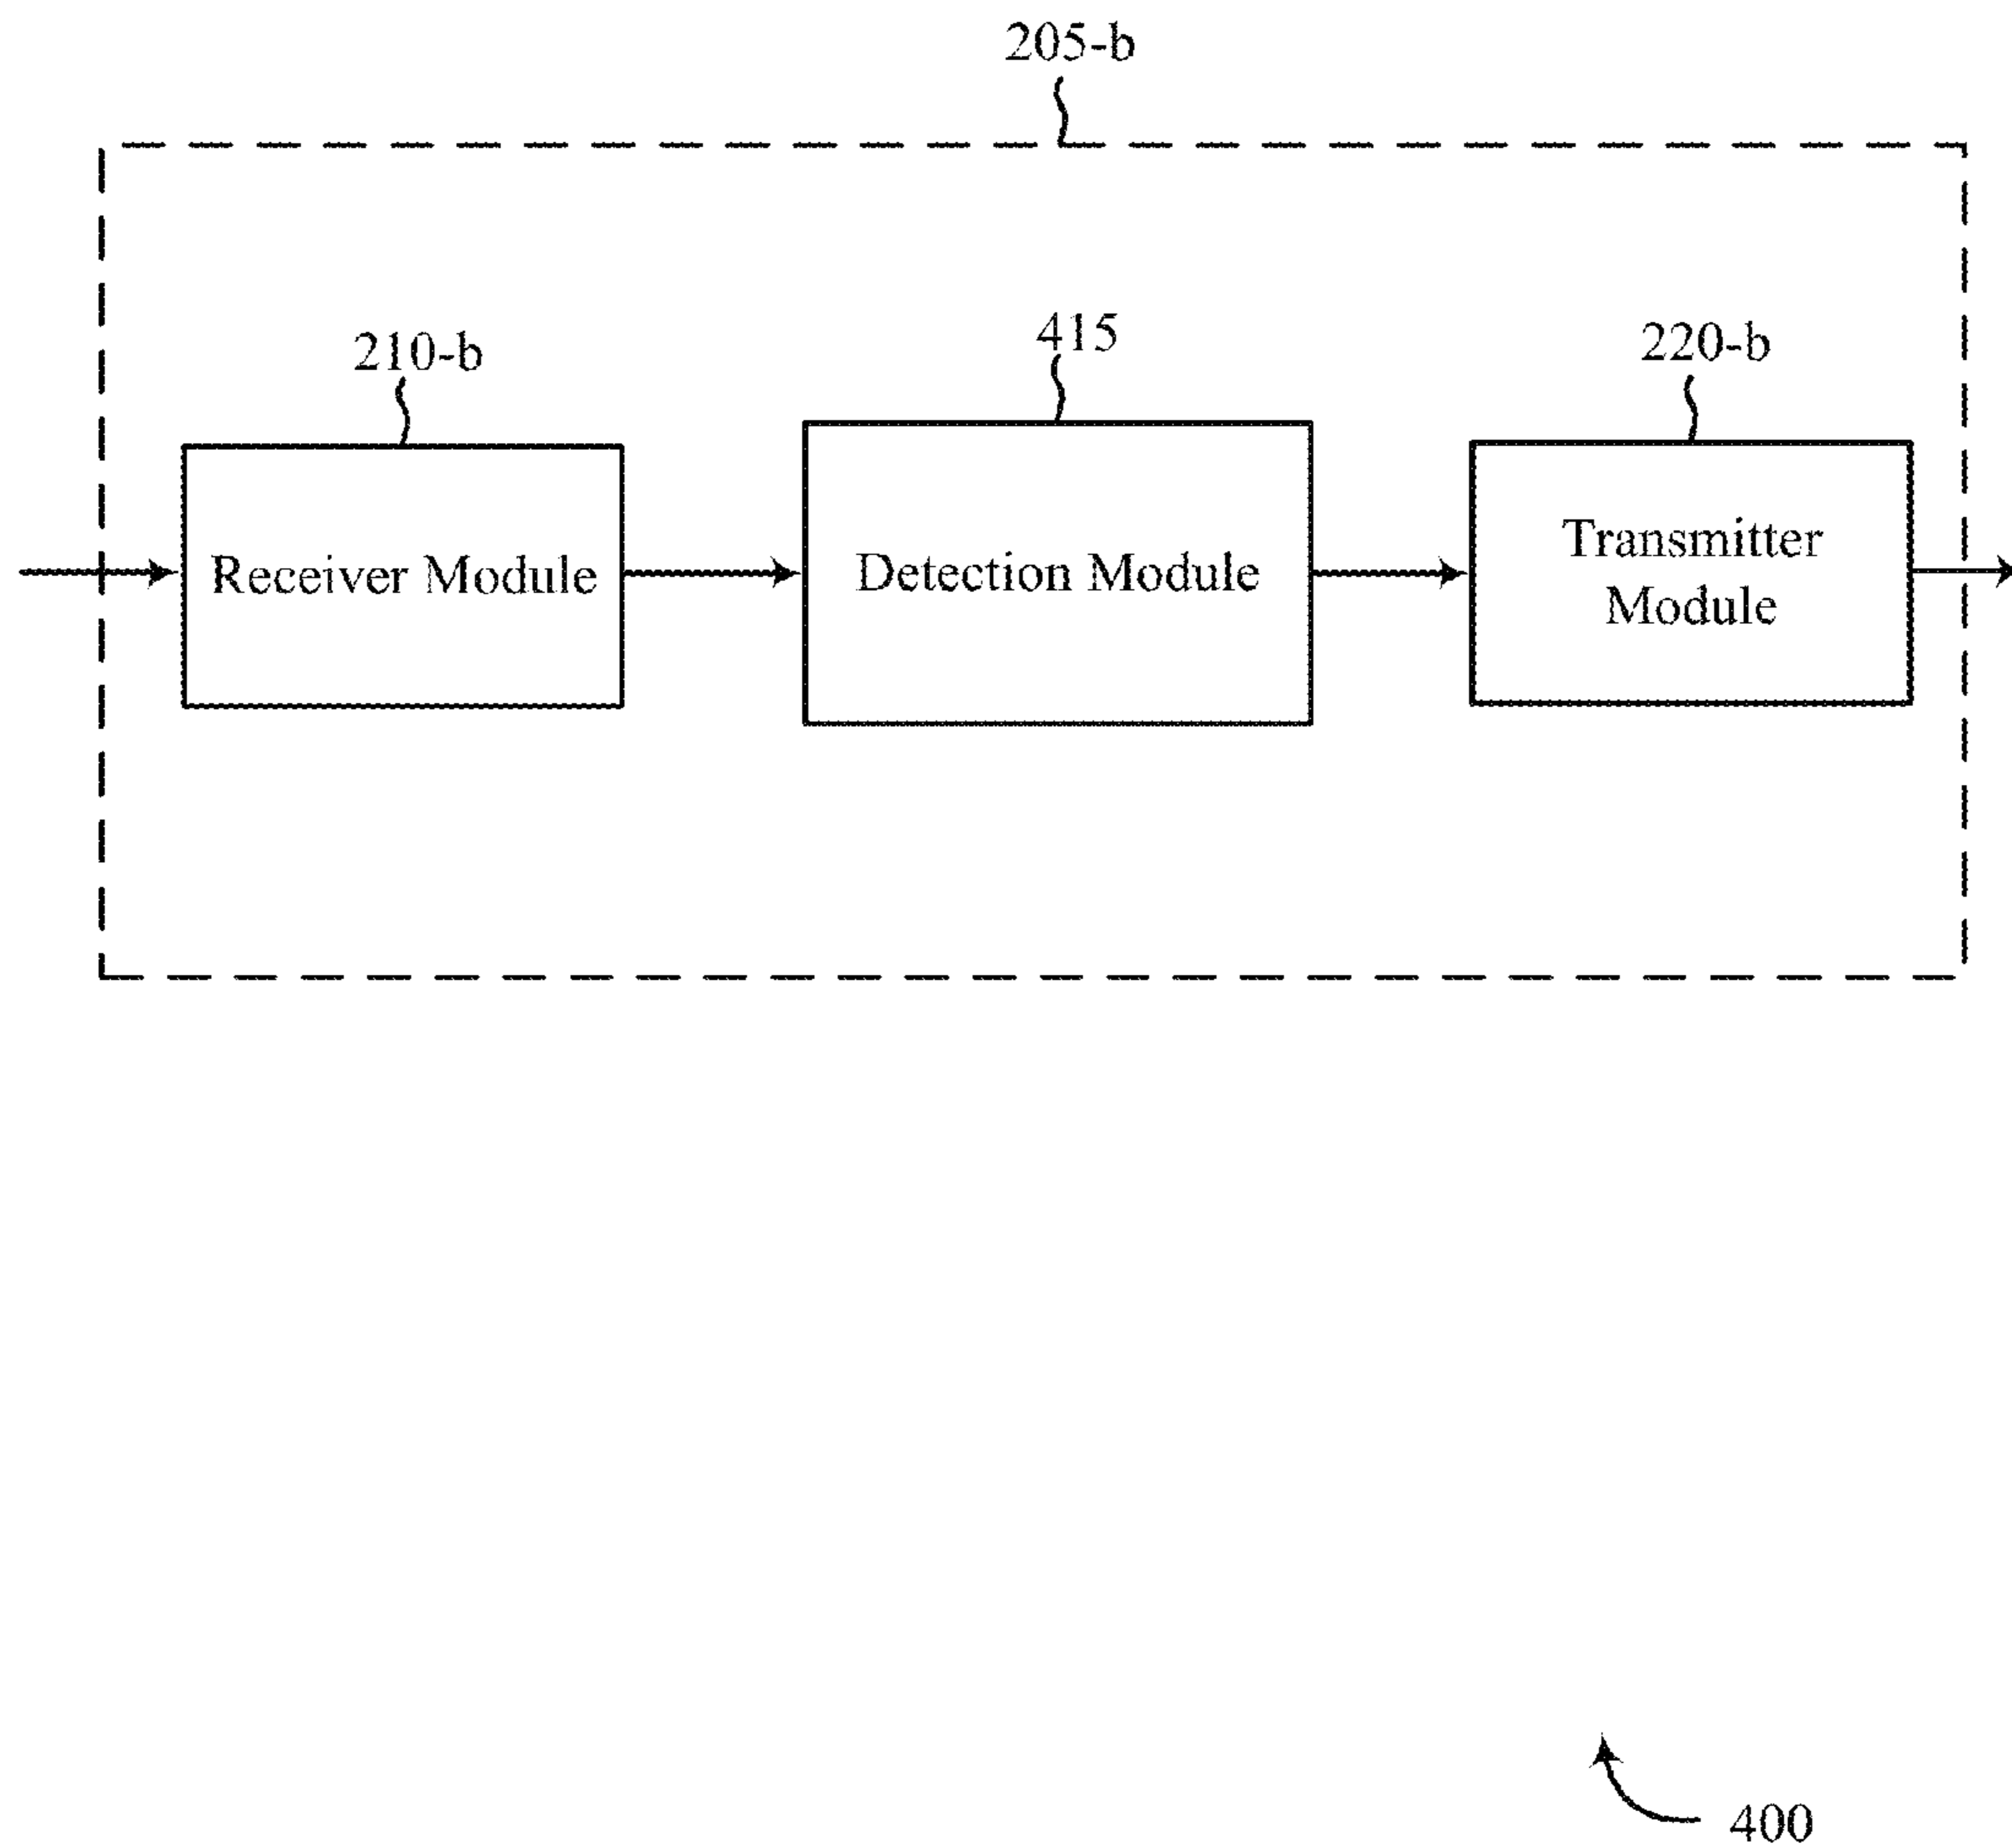 205-b
210-b
415
220-b
Receiver Module
Detection Module
Transmitter
Module
400